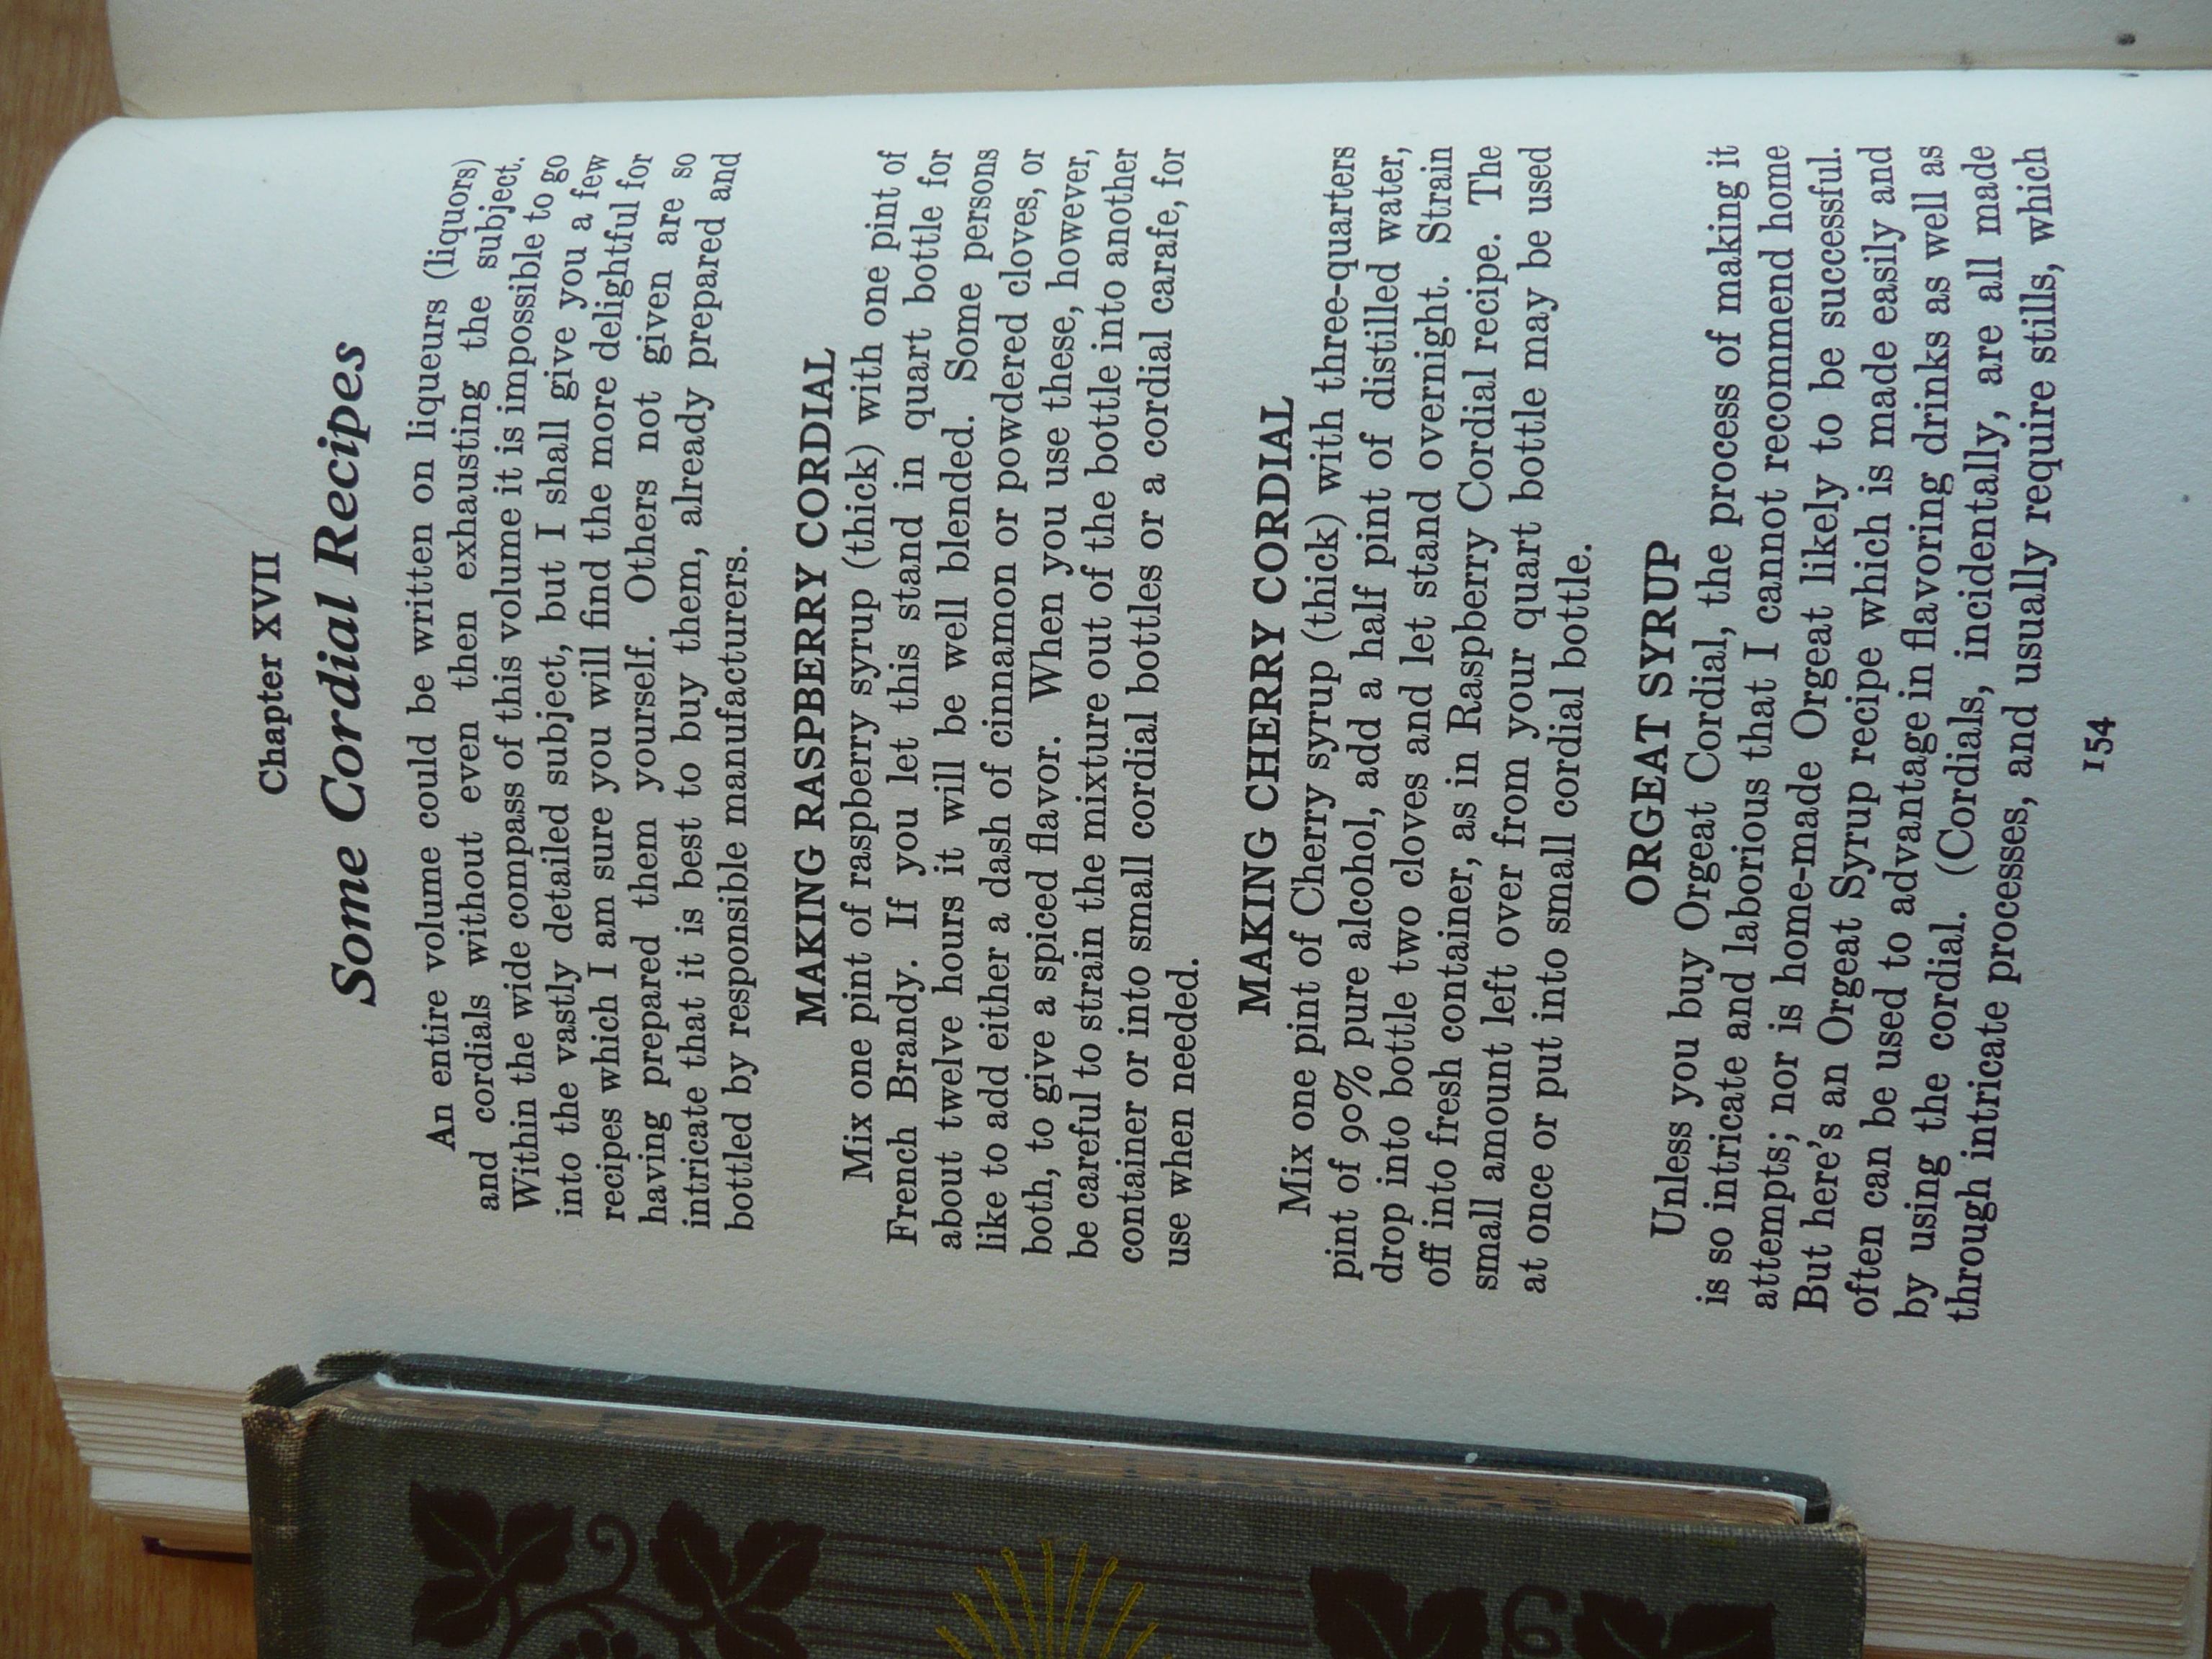 Chapter XVII
Some Cordial Recipes
An entire volume could be written on liqueurs (liquors)
and cordials without even then exhausting the subject.
Within the wide compass of this volume it is impossible to go
into the vastly detailed subject, but I shall give you a few
recipes which I am sure you will find the more delightful for
having prepared them yourself. Others not given are so
intricate that it is best to buy them, already prepared and
bottled by responsible manufacturers.
MAKING RASPBERRY CORDIAL
Mix one pint of raspberry syrup (thick) with one pint of
French Brandy. If you let this stand in quart bottle for
about twelve hours it will be well blended. Some persons
like to add either a dash of cinnamon or powdered cloves, or
both, to give a spiced flavor. When you use these, however,
be careful to strain the mixture out of the bottle into another
container or into small cordial bottles or a cordial carafe, for
use when needed.
MAKING CHERRY CORDIAL
Mix one pint of Cherry syrup (thick) with three-quarters
pint of 90% pure alcohol, add a half pint of distilled water,
drop into bottle two cloves and let stand overnight. Strain
off into fresh container, as in Raspberry Cordial recipe. The
small amount left over from your quart bottle may be used
at once or put into small cordial bottle.
ORGEAT SYRUP
Unless you buy Orgeat Cordial, the process of making it
is so intricate and laborious that I cannot recommend home
attempts; nor is home-made Orgeat likely to be successful.
But here's an Orgeat Syrup recipe which is made easily and
often can be used to advantage in flavoring drinks as well as
by using the cordial. (Cordials, incidentally, are all made
through intricate processes, and usually require stills, which
154